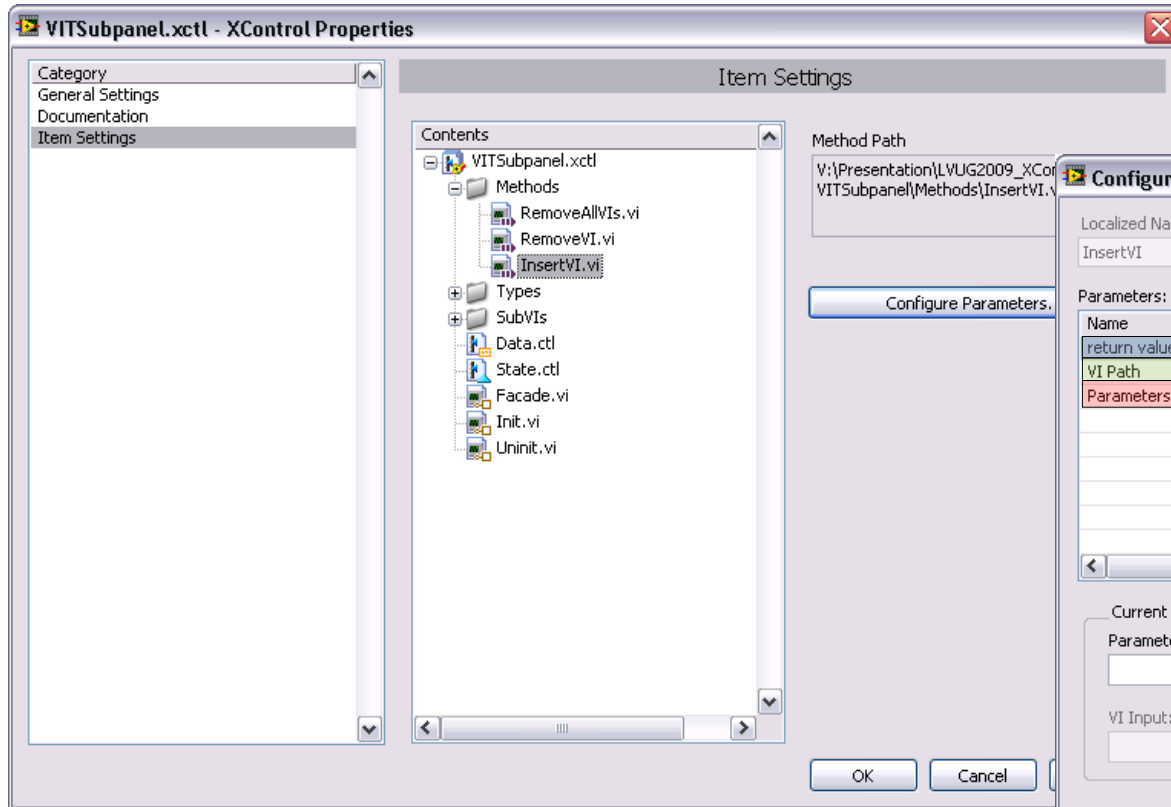 VITSubpanel.xctl - XControl Properties
Category
General Settings
Documentation
Item Settings
Item Settings
Contents
VITSubpanel.xctl
Methods
RemoveAllVIs.vi
RemoveVI.vi
InsertVI.vi
Types
SubVIs
Data.ctl
State.ctl
Facade.vi
Init.vi
Uninit.vi
Method Path
V:\Presentation\LVUG2009_XCor
VITSubpanel\Methods\InsertVI.v
Configure Parameters.
OK
Cancel
Configur
Localized Na
InsertVI
Parameters:
Name
return value
VI Path
Parameters
Current
Paramete
VI Input: